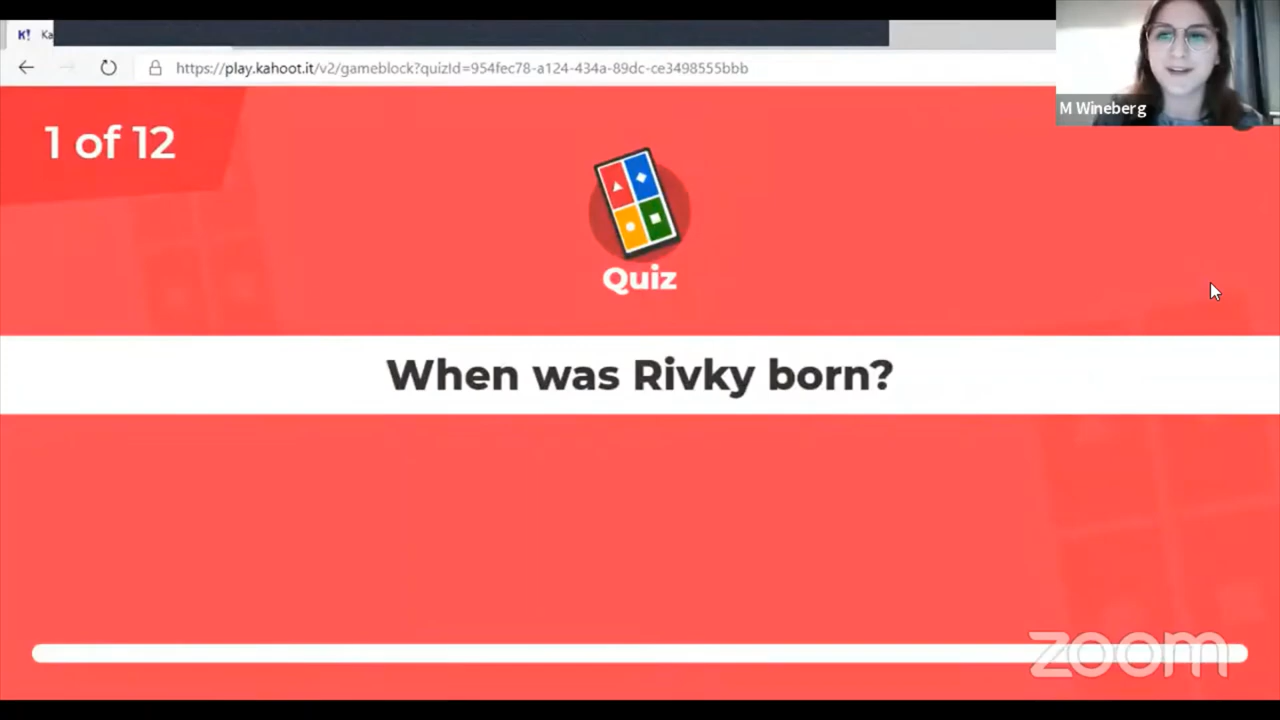 K! Ka
https://play.kahoot.it/v2/gameblock?quizId=954fec78-a124-434a-89dc-ce3498555bbb
M Wineberg
1 of 12
Quiz
When was Rivky born?
zoom